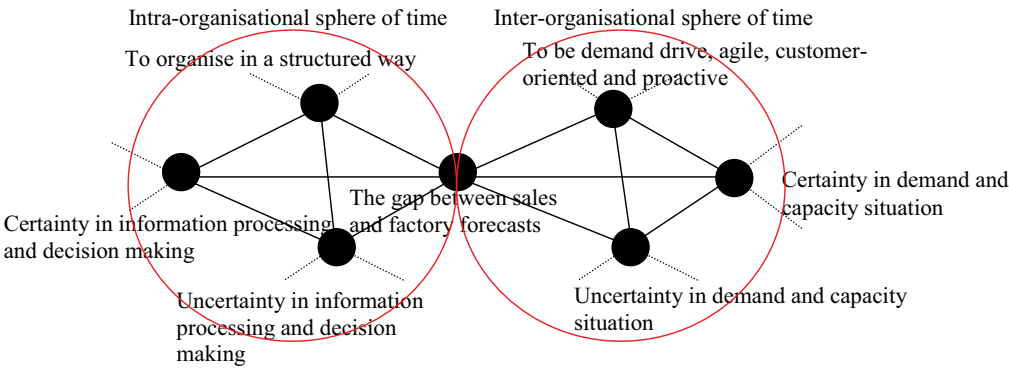 Intra-organisational sphere of time
Inter-organisational sphere of time
To organise in a structured way
To be demand drive, agile, customer-
oriented and proactive
The gap between sales
and factory forecasts
Certainty in demand and
capacity situation
Certainty in information processing
and decision making
Uncertainty in information
processing and decision
making
Uncertainty in demand and capacity
situation